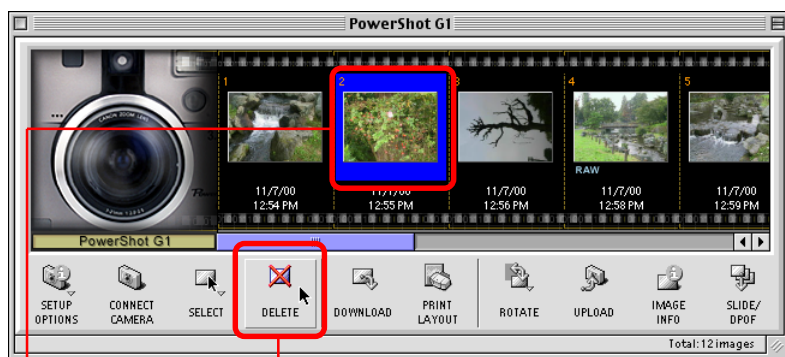 PowerShot G1
1
2
3
4
5
CANON ZOOM LENS
RAW
11/7/00
12:54 PM
11/7/00
12:55 PM
11/7/00
12:56 PM
11/7/00
12:58 PM
11/7/00
12:59 PM
PowerShot G1
SETUP
OPTIONS
CONNECT
CAMERA
SELECT
DELETE
DOWNLOAD
PRINT
LAYOUT
ROTATE
UPLOAD
IMAGE
INFO
SLIDE/
DPOF
Total:12 images